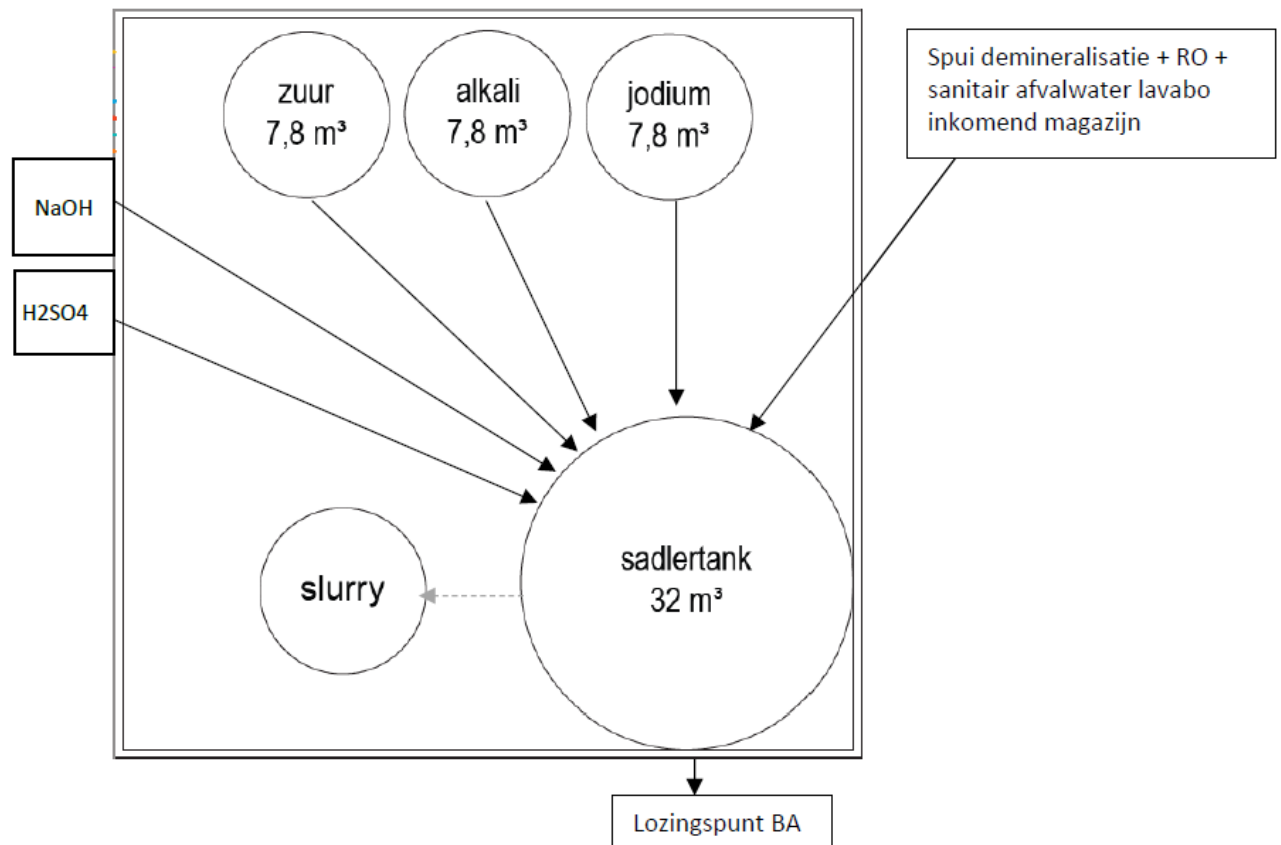 zuur
7,8 m³
alkali
7,8 m³
jodium
7,8 m³
Spui demineralisatie + RO +
sanitair afvalwater lavabo
inkomend magazijn
NaOH
H2SO4
slurry
sadlertank
32 m³
Lozingspunt BA